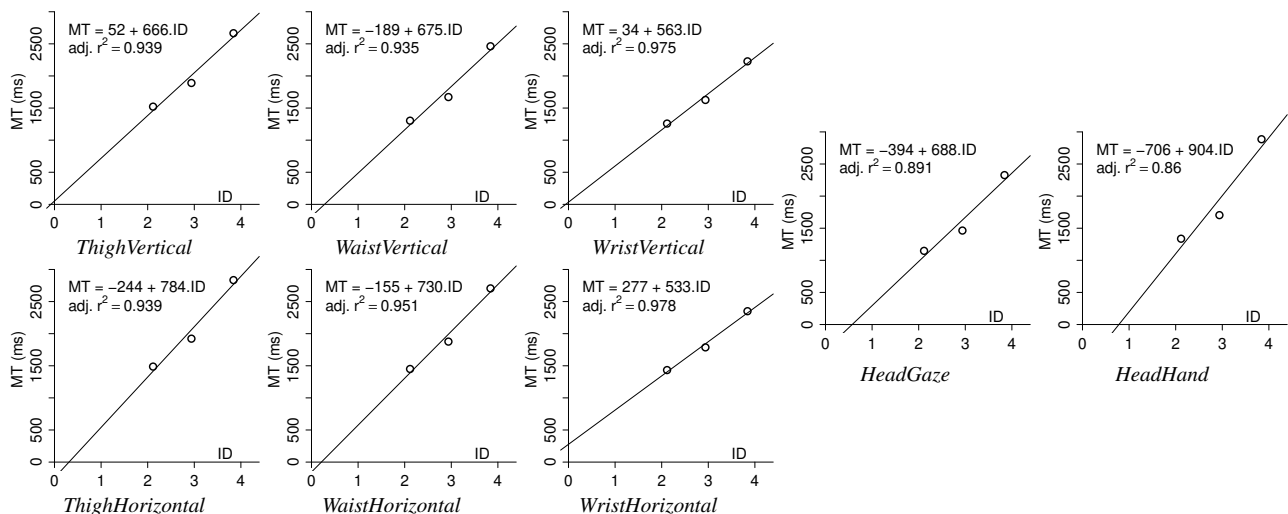 MT = 52 + 666.ID
adj. r² = 0.939
MT (ms)
2500
1500
500
0
ID
0 1 2 3 4
ThighVertical
MT = −189 + 675.ID
adj. r² = 0.935
MT (ms)
2500
1500
500
0
ID
0 1 2 3 4
WaistVertical
MT = 34 + 563.ID
adj. r² = 0.975
MT (ms)
2500
1500
500
0
ID
0 1 2 3 4
WristVertical
MT = −394 + 688.ID
adj. r² = 0.891
MT (ms)
2500
1500
500
0
ID
0 1 2 3 4
HeadGaze
MT = −706 + 904.ID
adj. r² = 0.86
MT (ms)
2500
1500
500
0
ID
0 1 2 3 4
HeadHand
MT = −244 + 784.ID
adj. r² = 0.939
MT (ms)
2500
1500
500
0
ID
0 1 2 3 4
ThighHorizontal
MT = −155 + 730.ID
adj. r² = 0.951
MT (ms)
2500
1500
500
0
ID
0 1 2 3 4
WaistHorizontal
MT = 277 + 533.ID
adj. r² = 0.978
MT (ms)
2500
1500
500
0
ID
0 1 2 3 4
WristHorizontal